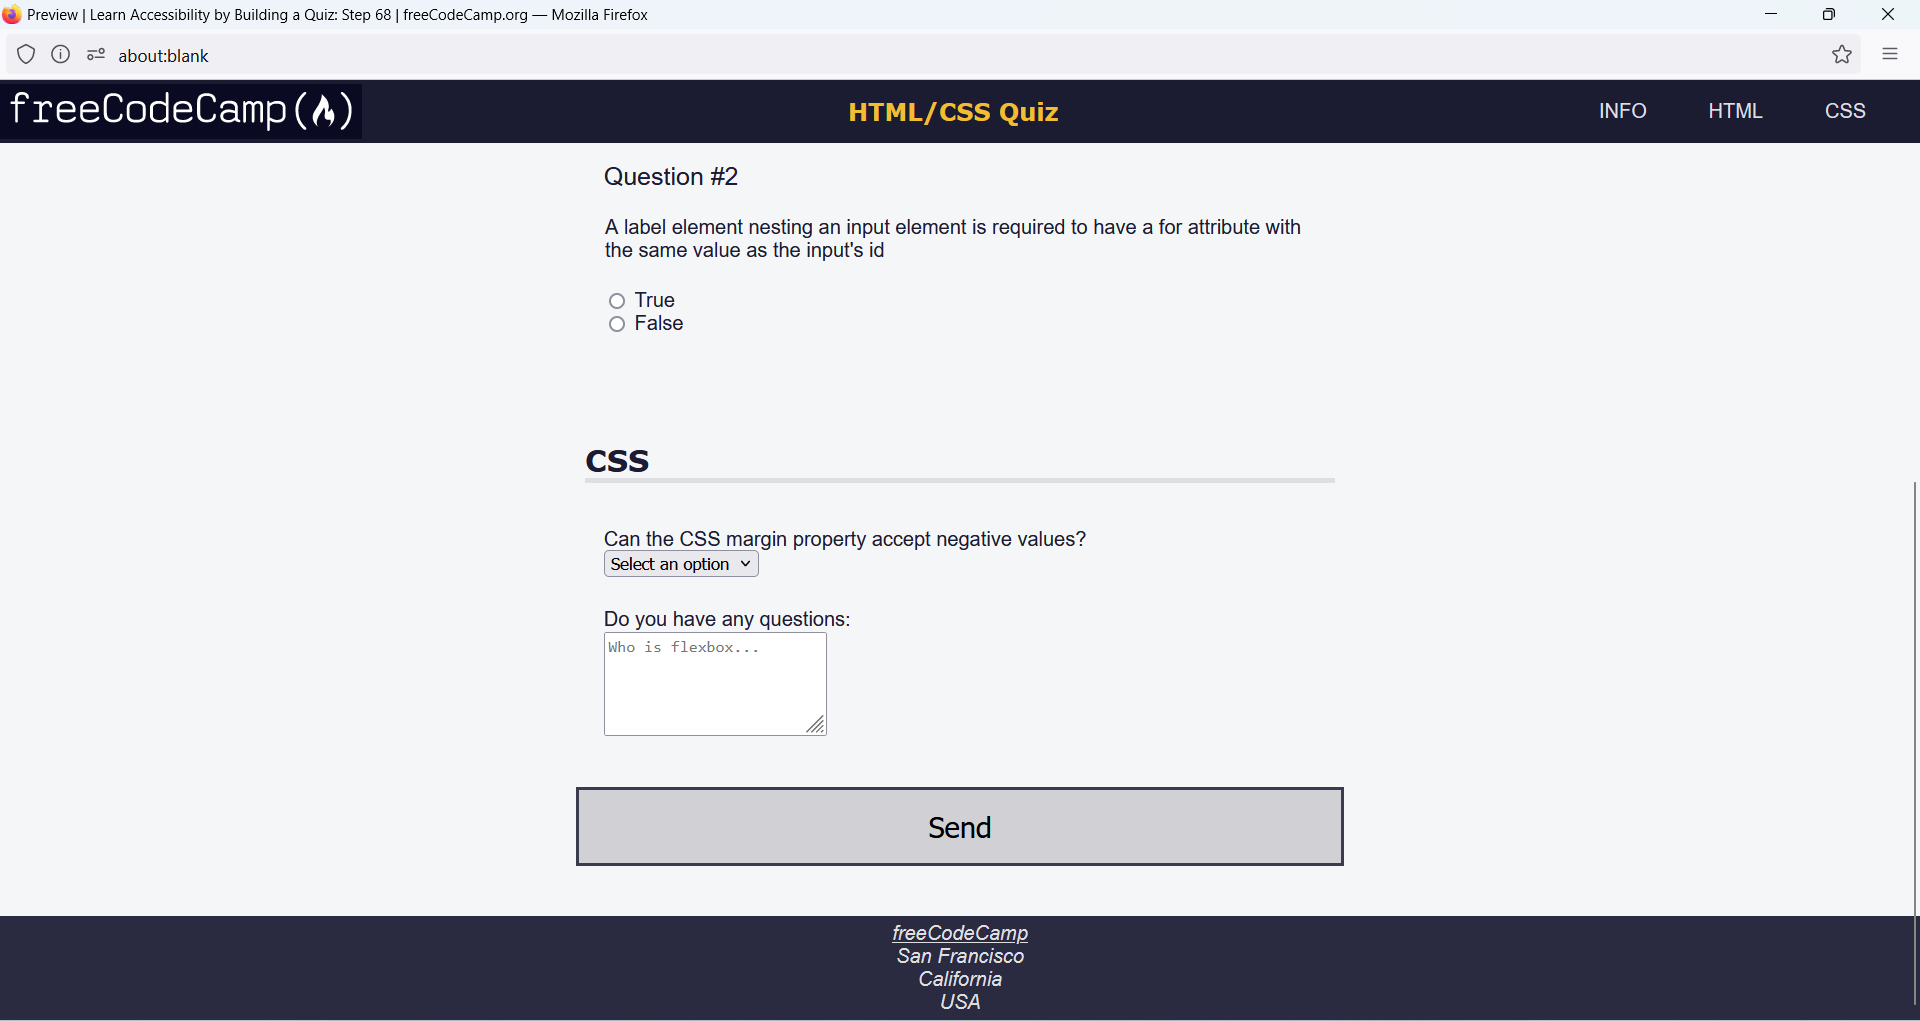 Preview | Learn Accessibility by Building a Quiz: Step 68 | freeCodeCamp.org — Mozilla Firefox
about:blank
freeCodeCamp
HTML/CSS Quiz
INFO
HTML
CSS
Question #2
A label element nesting an input element is required to have a for attribute with
the same value as the input's id
True
False
CSS
Can the CSS margin property accept negative values?
Select an option
Do you have any questions:
Who is flexbox...
Send
freeCodeCamp
San Francisco
California
USA